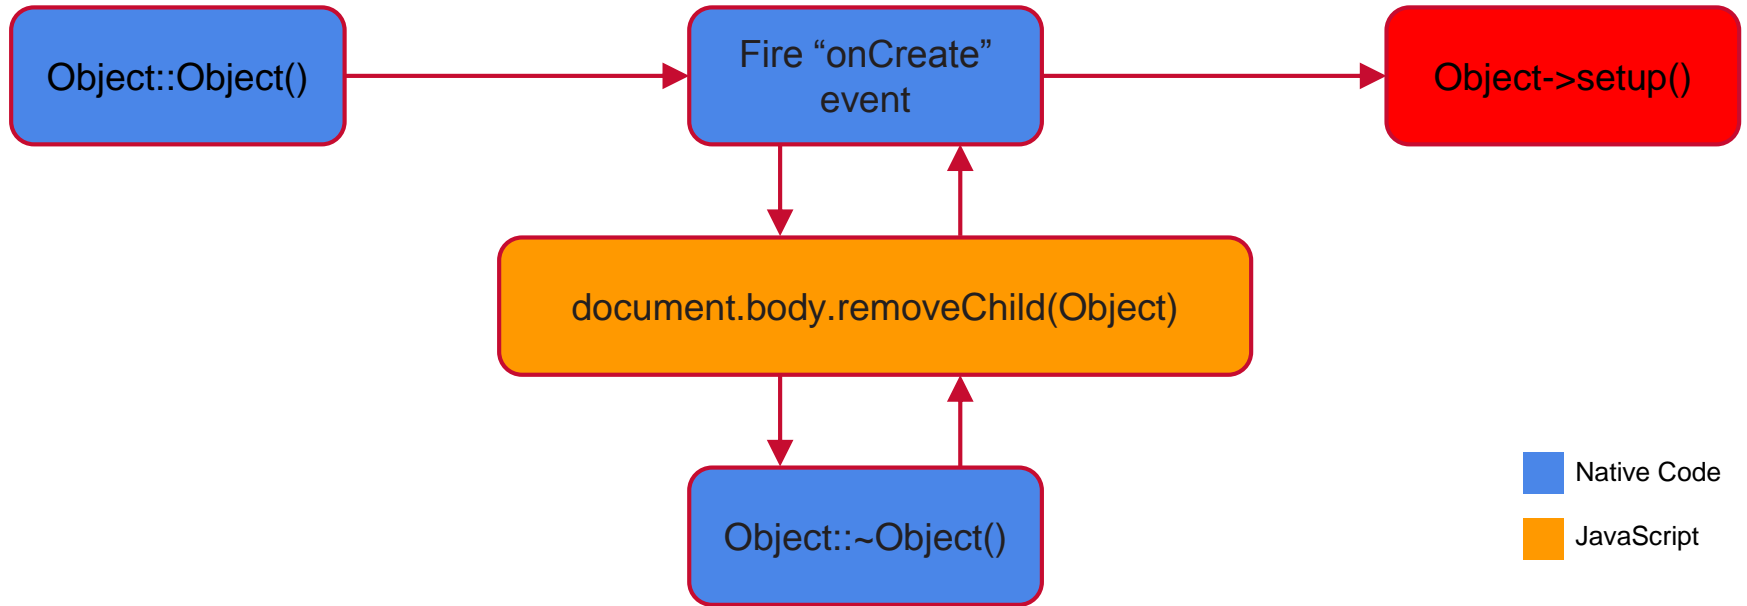 Object::Object()
Fire “onCreate”
event
Object->setup()
document.body.removeChild(Object)
Object::~Object()
Native Code
JavaScript